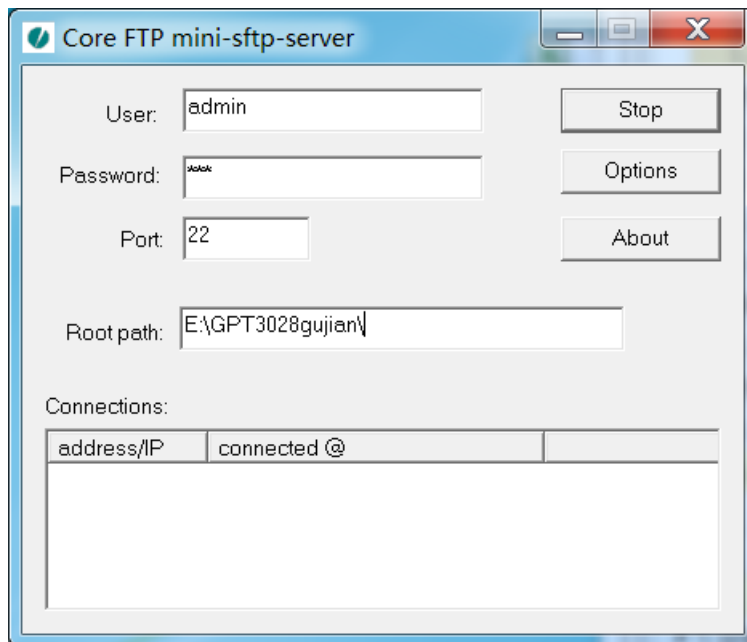 Core FTP mini-sftp-server
User: admin Stop
Password: *** Options
Port: 22 About
Root path: E:\GPT3028gujian\
Connections:
address/IP connected @